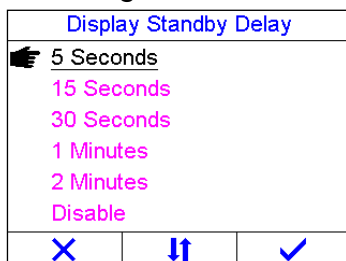 Display Standby Delay
5 Seconds
15 Seconds
30 Seconds
1 Minutes
2 Minutes
Disable